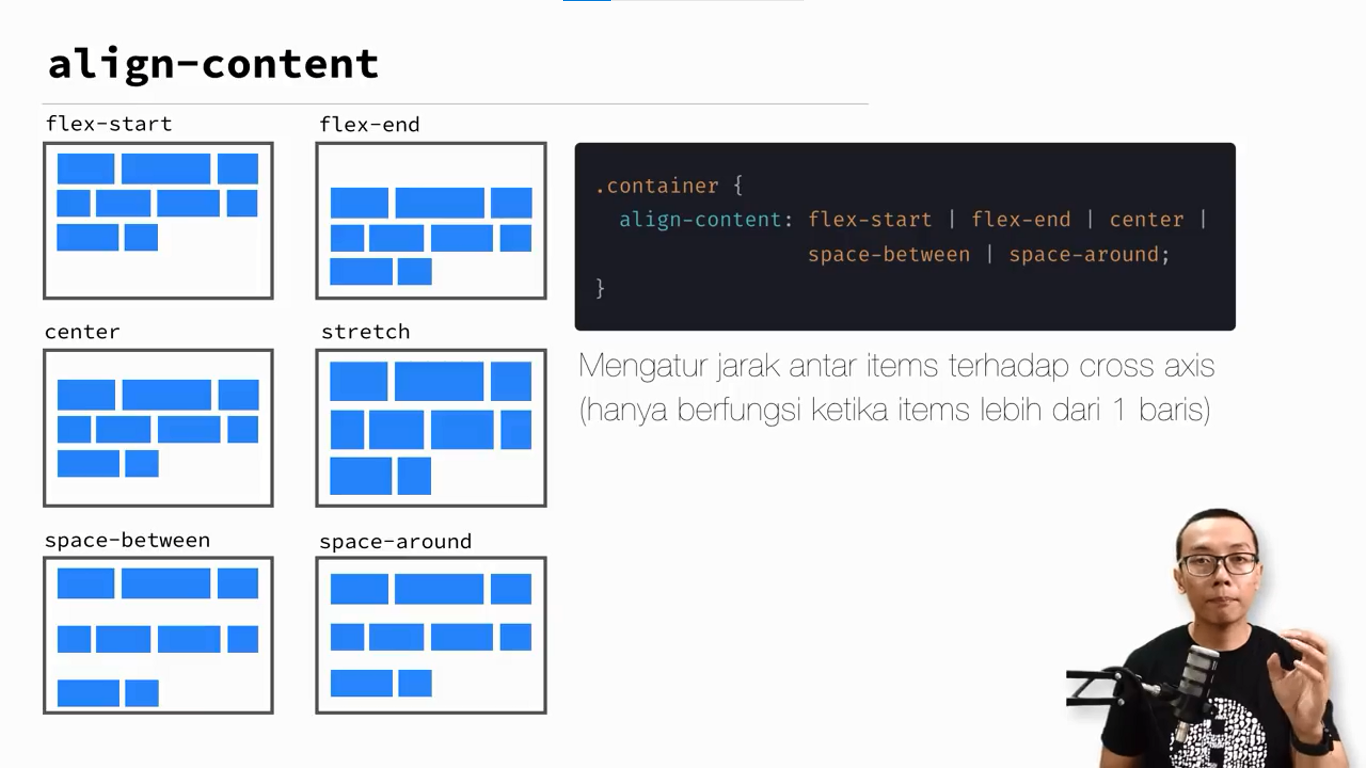 align-content
flex-start
flex-end
center
stretch
space-between
space-around
.container {
align-content: flex-start | flex-end | center |
space-between | space-around;
}
Mengatur jarak antar items terhadap cross axis
(hanya berfungsi ketika items lebih dari 1 baris)